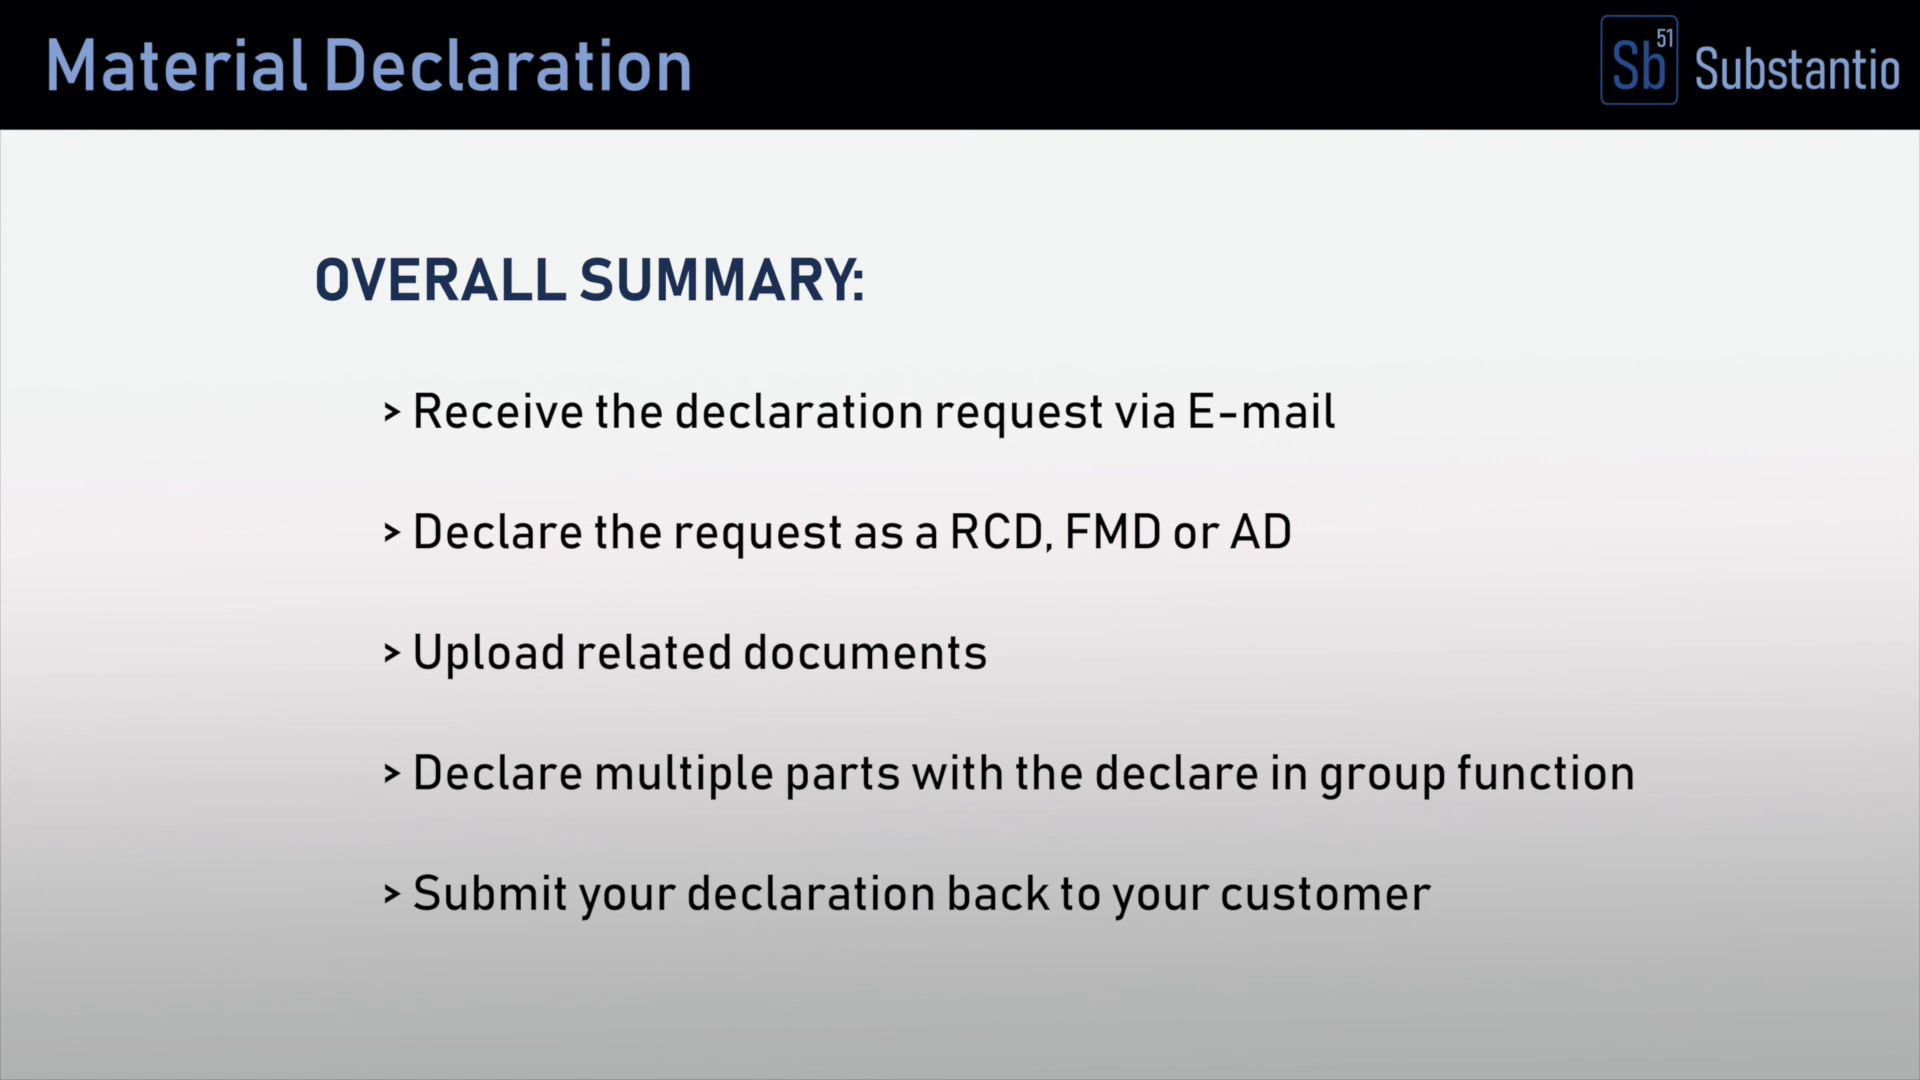 Material Declaration
Sb 51 Substantio
OVERALL SUMMARY:
> Receive the declaration request via E-mail
> Declare the request as a RCD, FMD or AD
> Upload related documents
> Declare multiple parts with the declare in group function
> Submit your declaration back to your customer